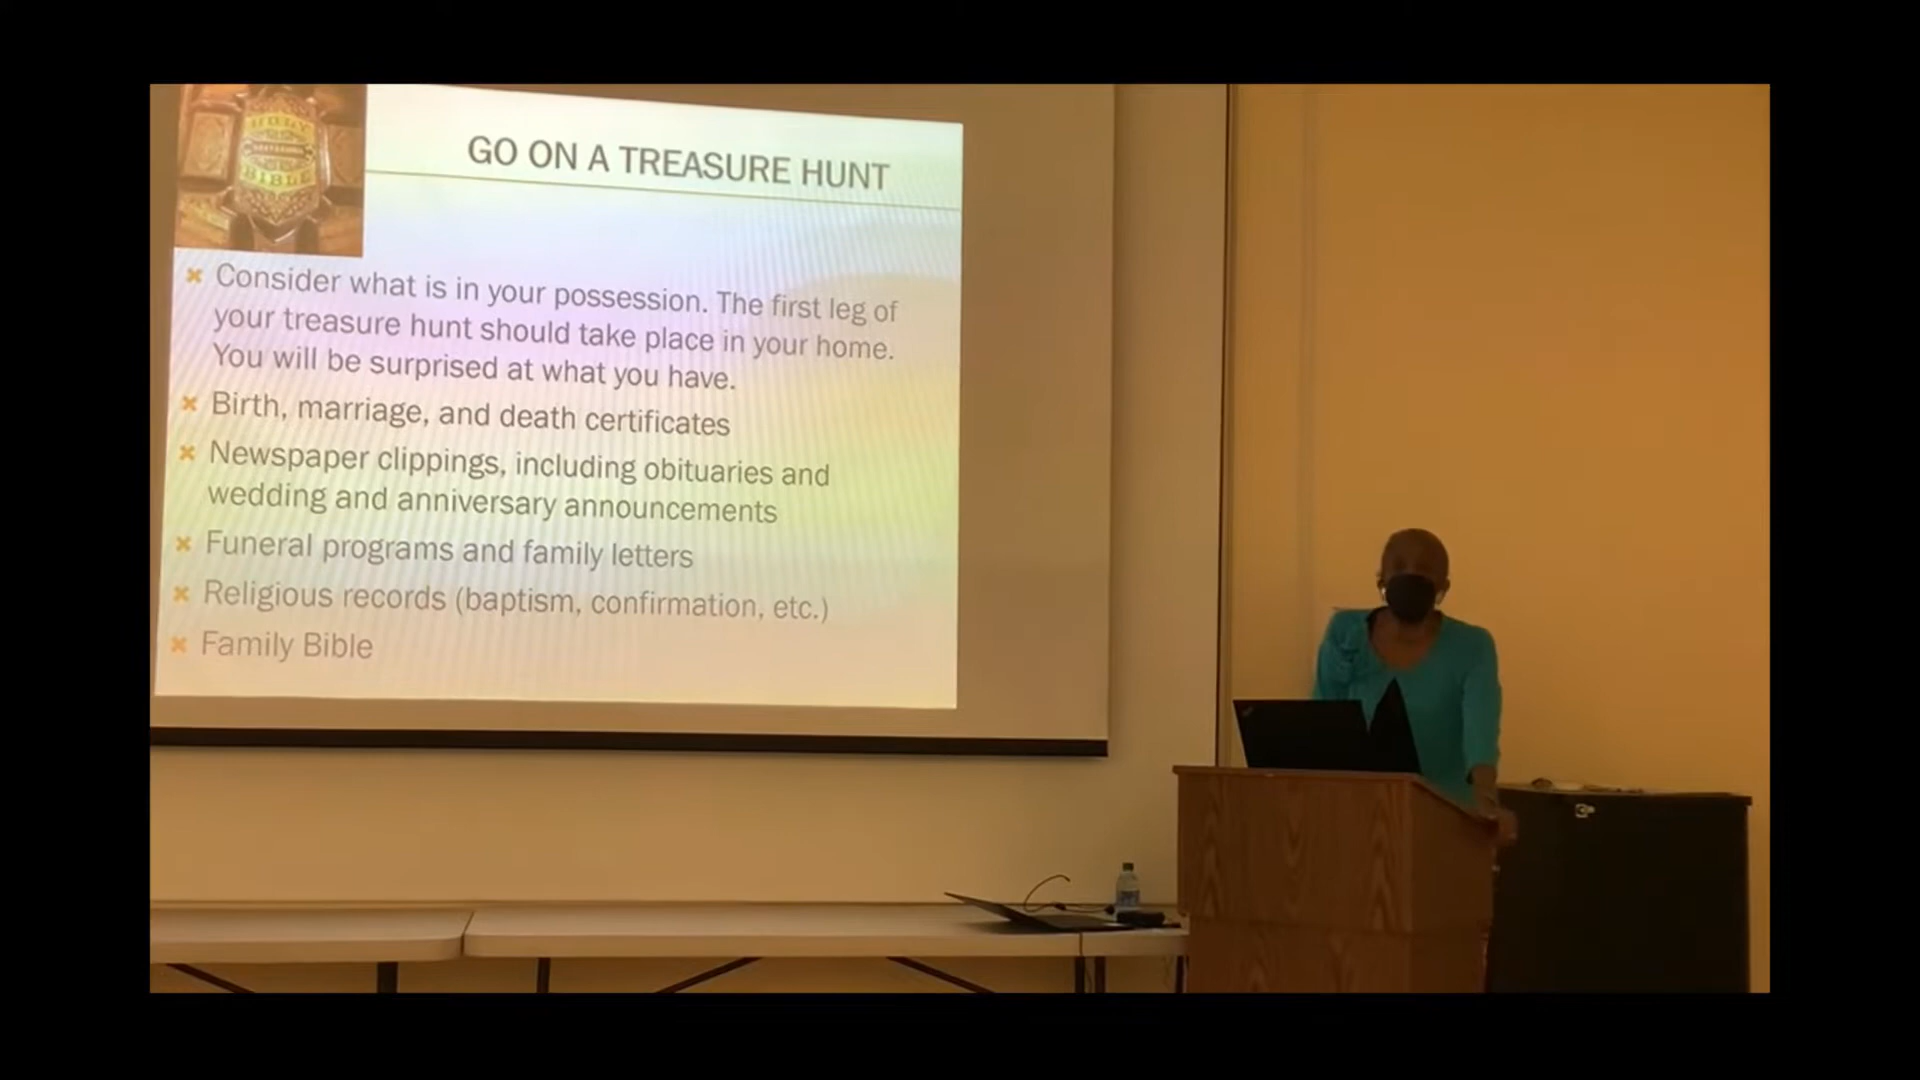 HOLY
BIBLE
GO ON A TREASURE HUNT
Consider what is in your possession. The first leg of
your treasure hunt should take place in your home.
You will be surprised at what you have.
Birth, marriage, and death certificates
Newspaper clippings, including obituaries and
wedding and anniversary announcements
Funeral programs and family letters
Religious records (baptism, confirmation, etc.)
Family Bible